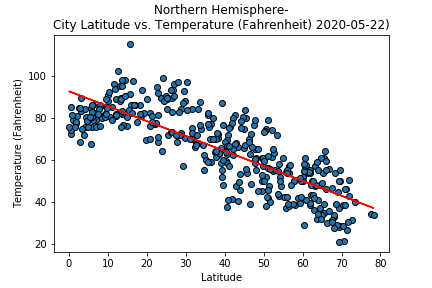 Northern Hemisphere-
City Latitude vs. Temperature (Fahrenheit) 2020-05-22)
Temperature (Fahrenheit)
100
80
60
40
20
0 10 20 30 40 50 60 70 80
Latitude